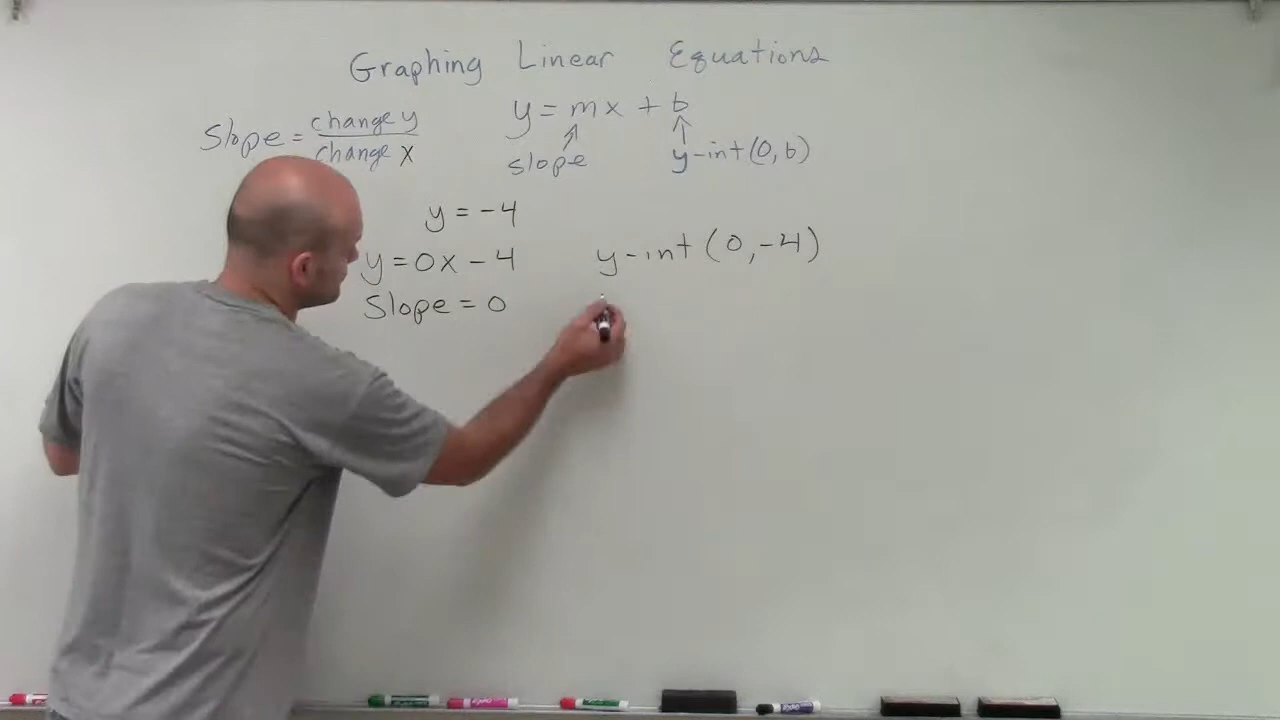 Graphing Linear Equations
Slope = change y / change x
y = mx + b
slope
y-int (0, b)
y = -4
y = 0x - 4
y-int (0, -4)
Slope = 0